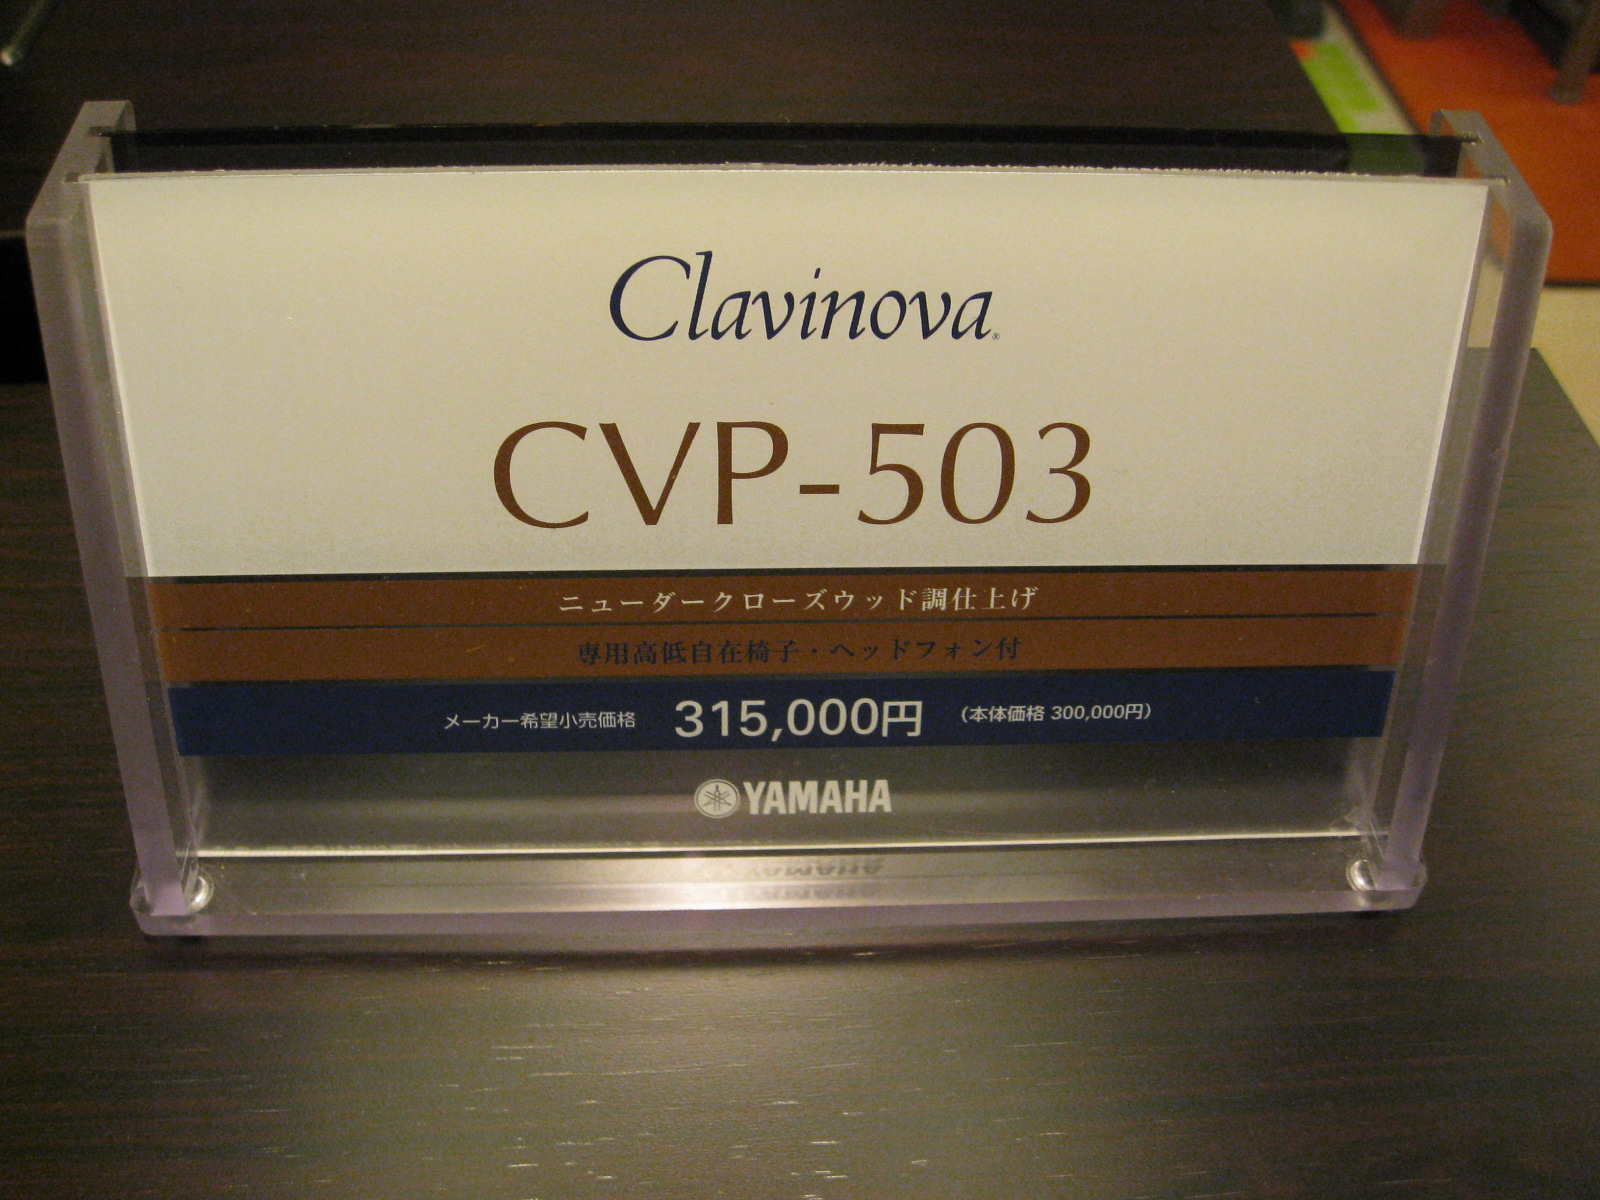 Clavinova®
CVP-503
ニューダークローズウッド調仕上げ
専用高低自在椅子・ヘッドフォン付
メーカー希望小売価格 315,000円 (本体価格 300,000円)
YAMAHA